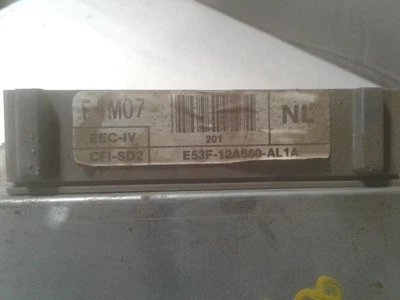 M07
NL
EEC-IV
201
CFI-SD2
E53F-12A650-AL1A